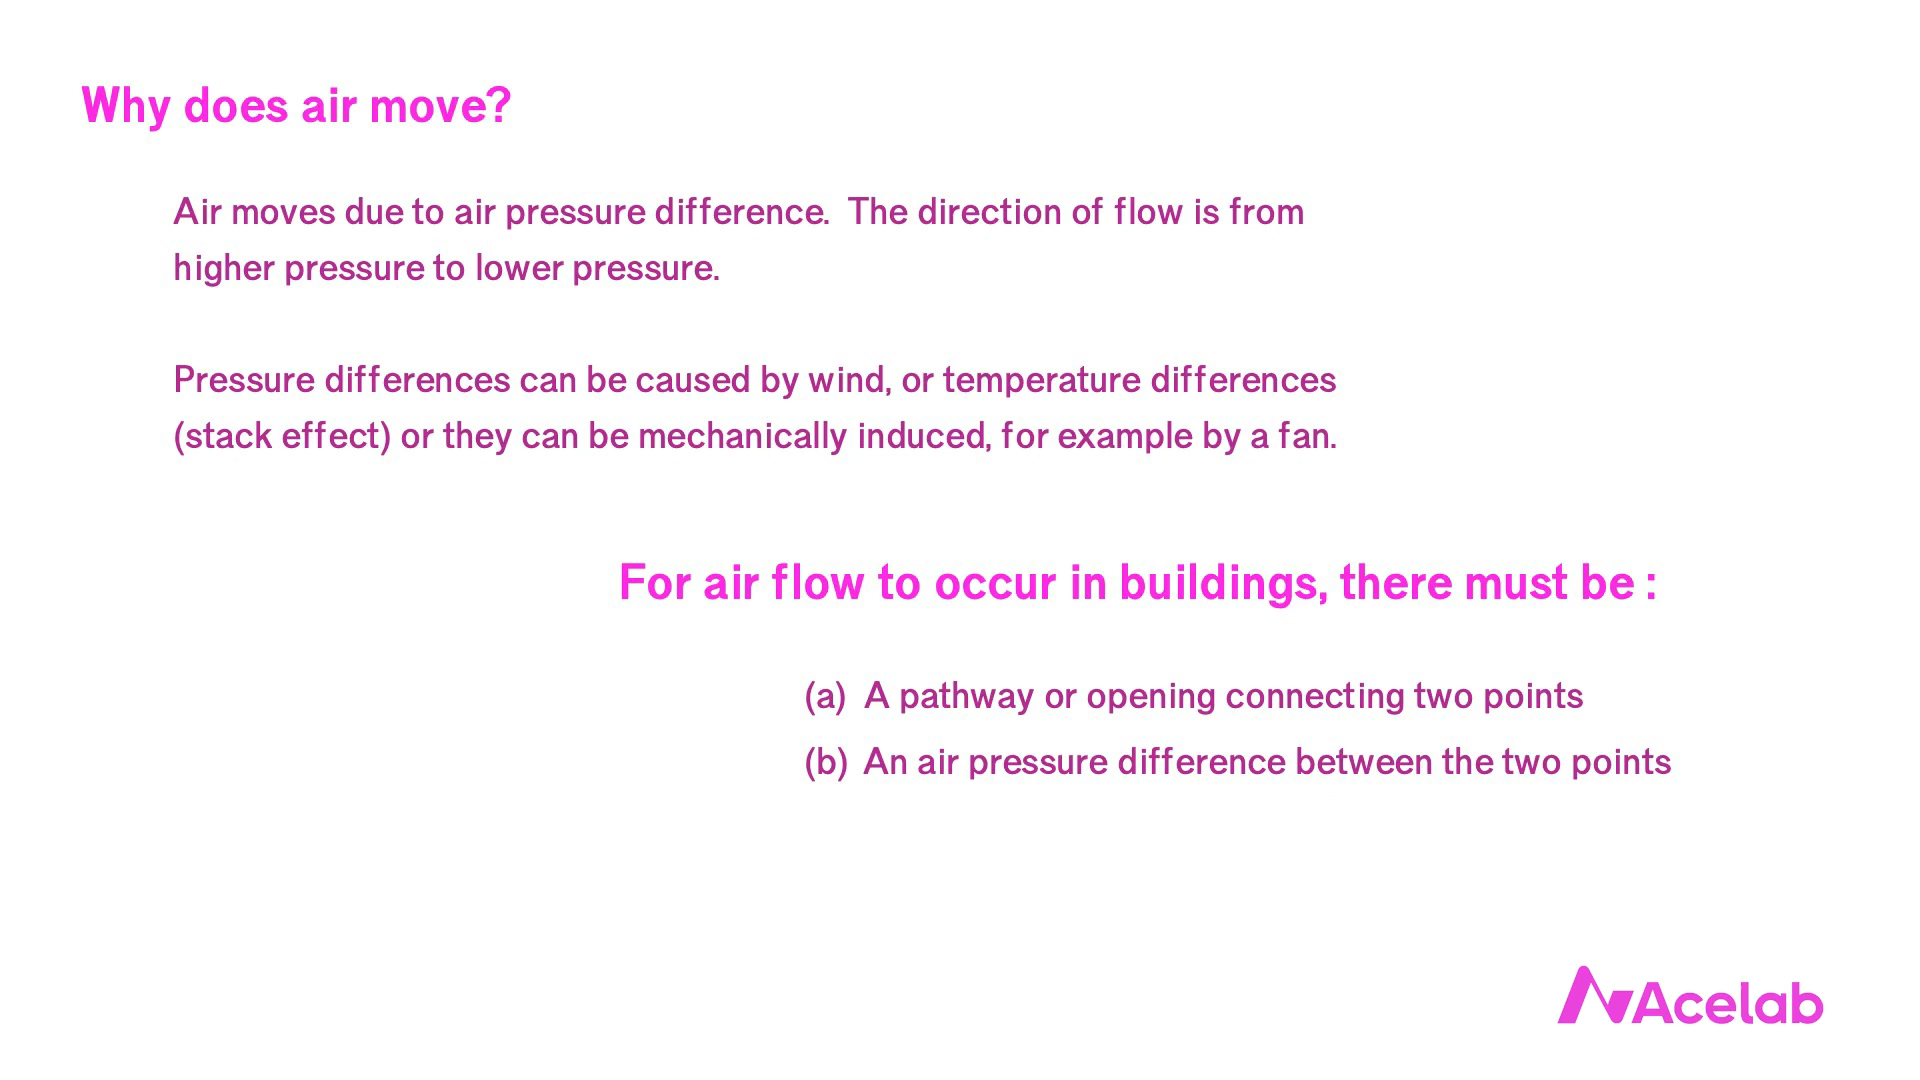 Why does air move?
Air moves due to air pressure difference.  The direction of flow is from
higher pressure to lower pressure.
Pressure differences can be caused by wind, or temperature differences
(stack effect) or they can be mechanically induced, for example by a fan.
For air flow to occur in buildings, there must be :
(a)  A pathway or opening connecting two points
(b)  An air pressure difference between the two points
Acelab